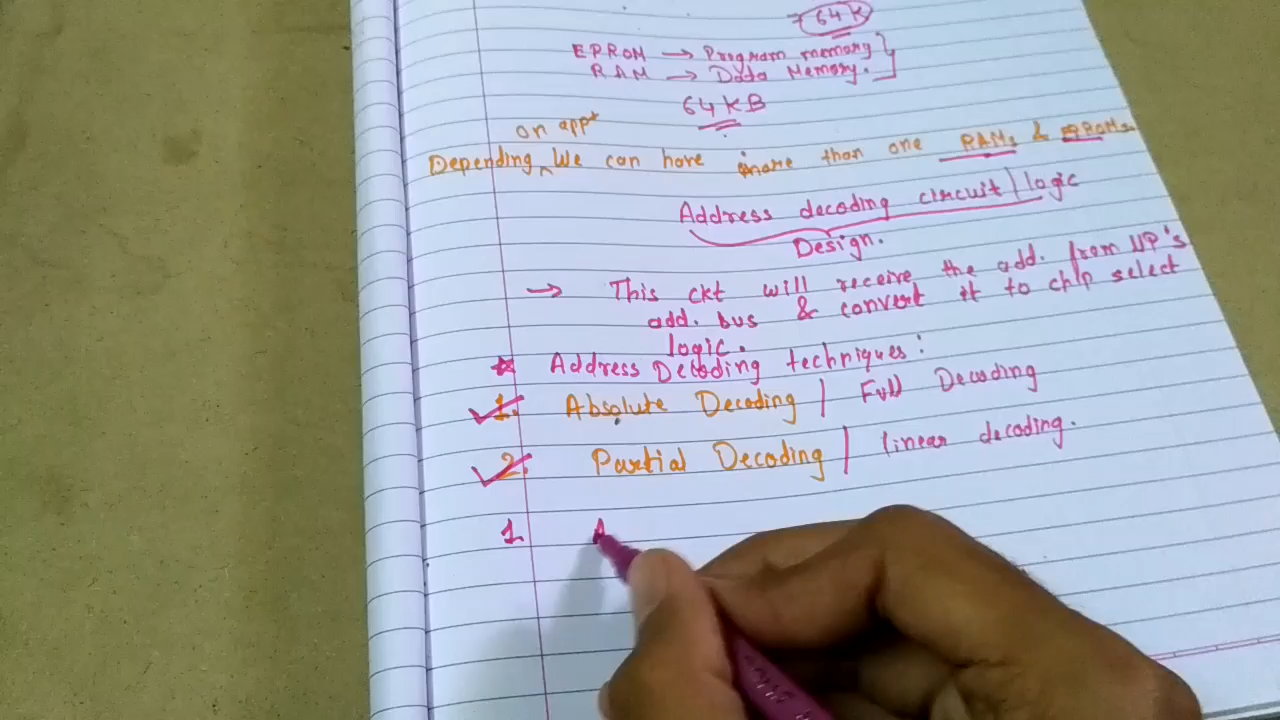 → 64K
EPROM → Program memory
RAM → Data Memory.
64KB
on appⁿ
Depending ^ We can have more than one RAMs & EPROMs.
Address decoding circuit | logic
Design.
→ This ckt will receive the add. from UP's
add. bus & convert it to chip select
logic.
* Address Decoding techniques:
1. Absolute Decoding / Full Decoding
2. Partial Decoding / linear decoding.
1 A